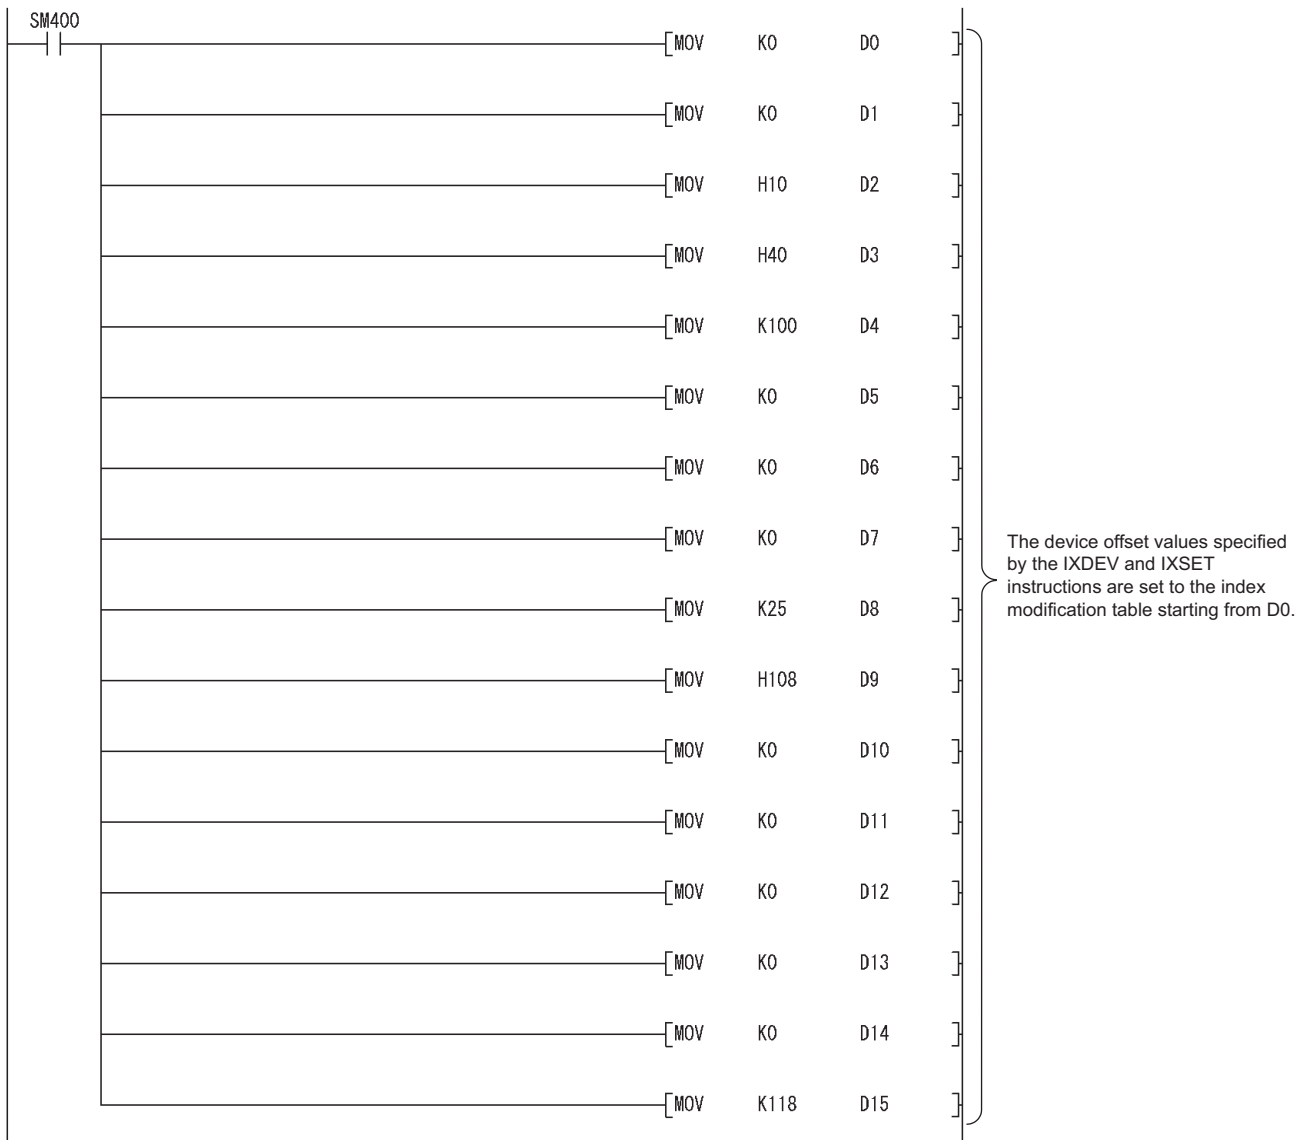 SM400
[MOV K0 D0 ]
[MOV K0 D1 ]
[MOV H10 D2 ]
[MOV H40 D3 ]
[MOV K100 D4 ]
[MOV K0 D5 ]
[MOV K0 D6 ]
[MOV K0 D7 ]
The device offset values specified
by the IXDEV and IXSET
instructions are set to the index
modification table starting from D0.
[MOV K25 D8 ]
[MOV H108 D9 ]
[MOV K0 D10 ]
[MOV K0 D11 ]
[MOV K0 D12 ]
[MOV K0 D13 ]
[MOV K0 D14 ]
[MOV K118 D15 ]